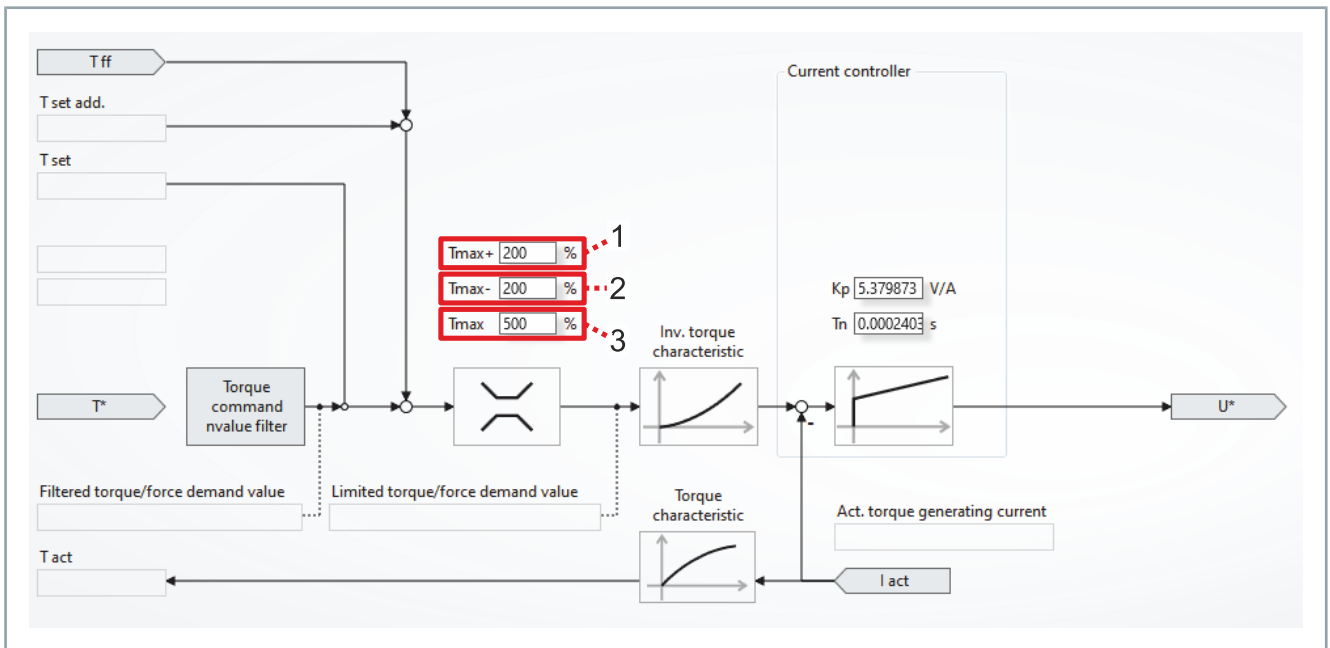 T ff
Current controller
T set add.
T set
1
Tmax+ 200 %
Tmax- 200 % 2
Tmax 500 % 3
Kp 5.379873 V/A
Tn 0.0002403 s
Inv. torque
characteristic
T*
Torque
command
nvalue filter
-
U*
Filtered torque/force demand value
Limited torque/force demand value
Torque
characteristic
Act. torque generating current
T act
I act